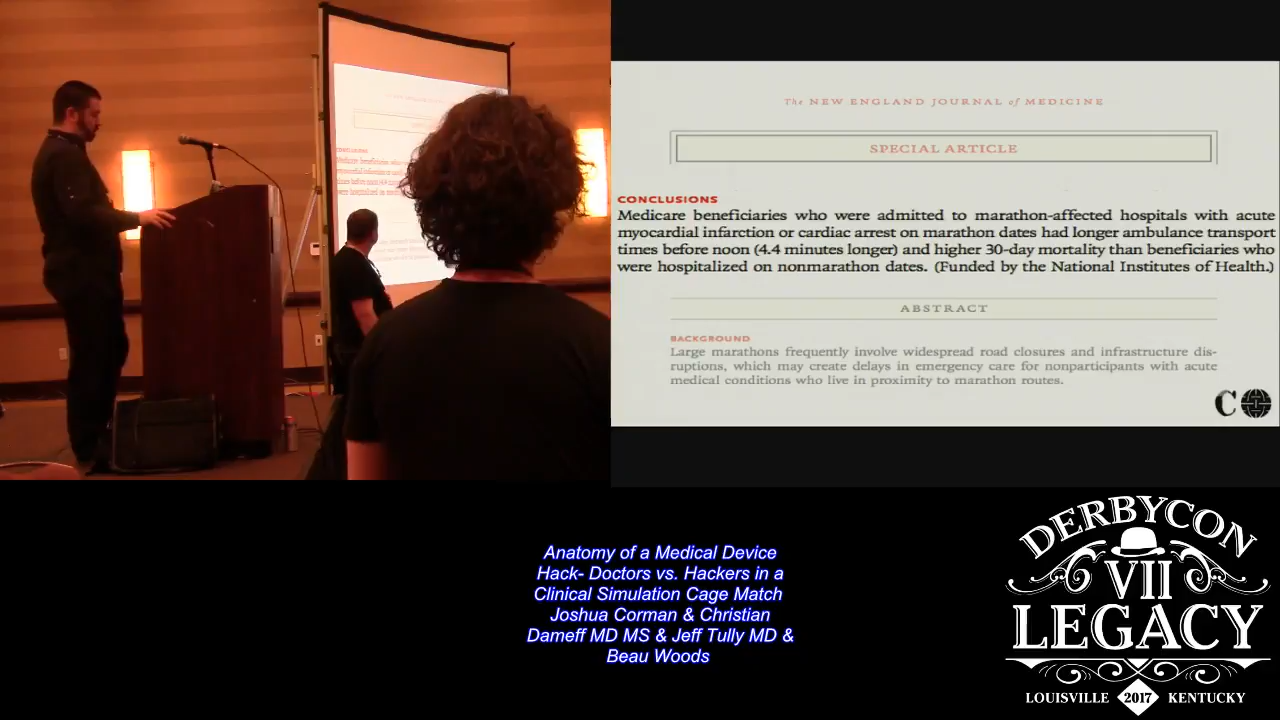 The NEW ENGLAND JOURNAL of MEDICINE
SPECIAL ARTICLE
CONCLUSIONS
Medicare beneficiaries who were admitted to marathon-affected hospitals with acute
myocardial infarction or cardiac arrest on marathon dates had longer ambulance transport
times before noon (4.4 minutes longer) and higher 30-day mortality than beneficiaries who
were hospitalized on nonmarathon dates. (Funded by the National Institutes of Health.)
ABSTRACT
BACKGROUND
Large marathons frequently involve widespread road closures and infrastructure dis-
ruptions, which may create delays in emergency care for nonparticipants with acute
medical conditions who live in proximity to marathon routes.
C
Anatomy of a Medical Device
Hack- Doctors vs. Hackers in a
Clinical Simulation Cage Match
Joshua Corman & Christian
Dameff MD MS & Jeff Tully MD &
Beau Woods
DERBYCON
VII
LEGACY
LOUISVILLE 2017 KENTUCKY